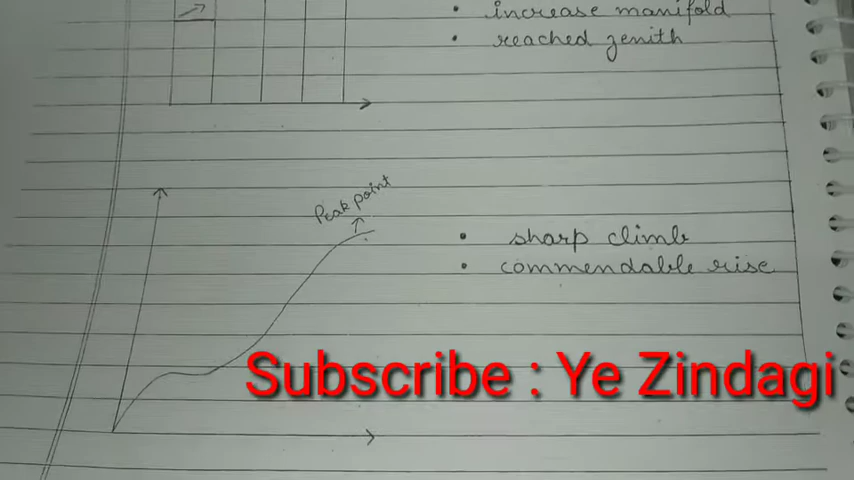 • increase manifold
• reached zenith
Peak point
• sharp climb
• commendable rise
Subscribe : Ye Zindagi